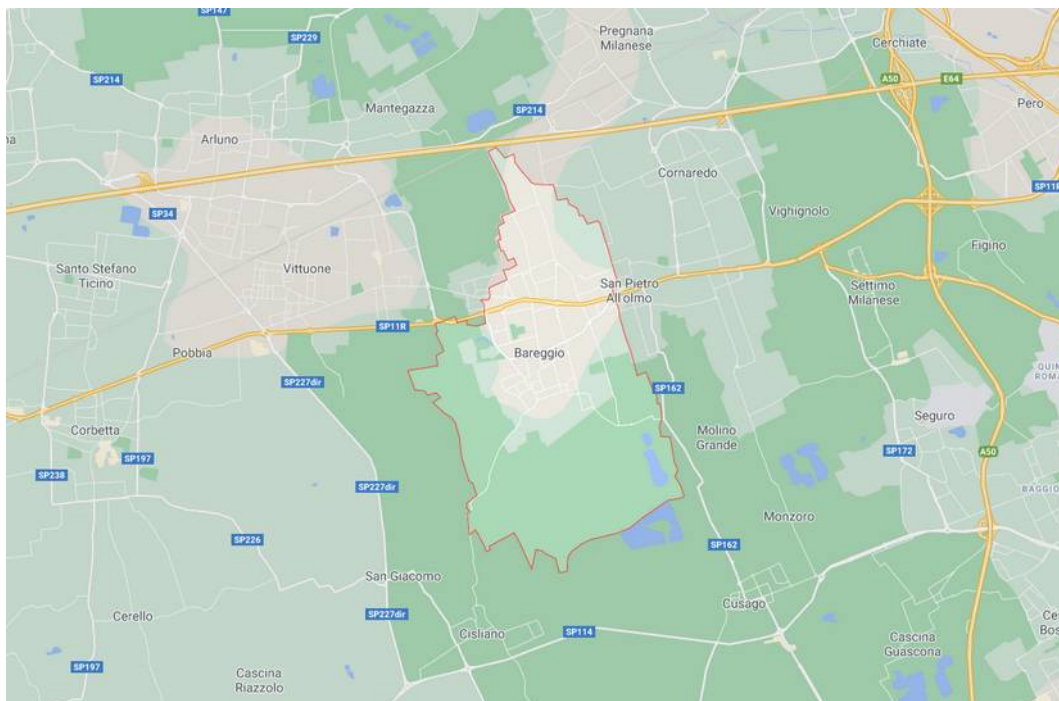 SP147
SP229
Pregnana
Milanese
Cerchiate
SP214
A50
E64
Mantegazza
SP214
Pero
Arluno
Cornaredo
SP11R
SP34
Vighignolo
Figino
Santo Stefano
Ticino
Vittuone
San Pietro
All'olmo
Settimo
Milanese
SP11R
Pobbia
Bareggio
SP227dir
SP162
Seguro
Corbetta
Molino
Grande
SP172
A50
SP197
SP238
SP227dir
Monzoro
SP226
SP162
San Giacomo
Cusago
Cerello
SP227dir
Cisliano
SP114
Cascina
Guascona
SP197
Cascina
Riazzolo